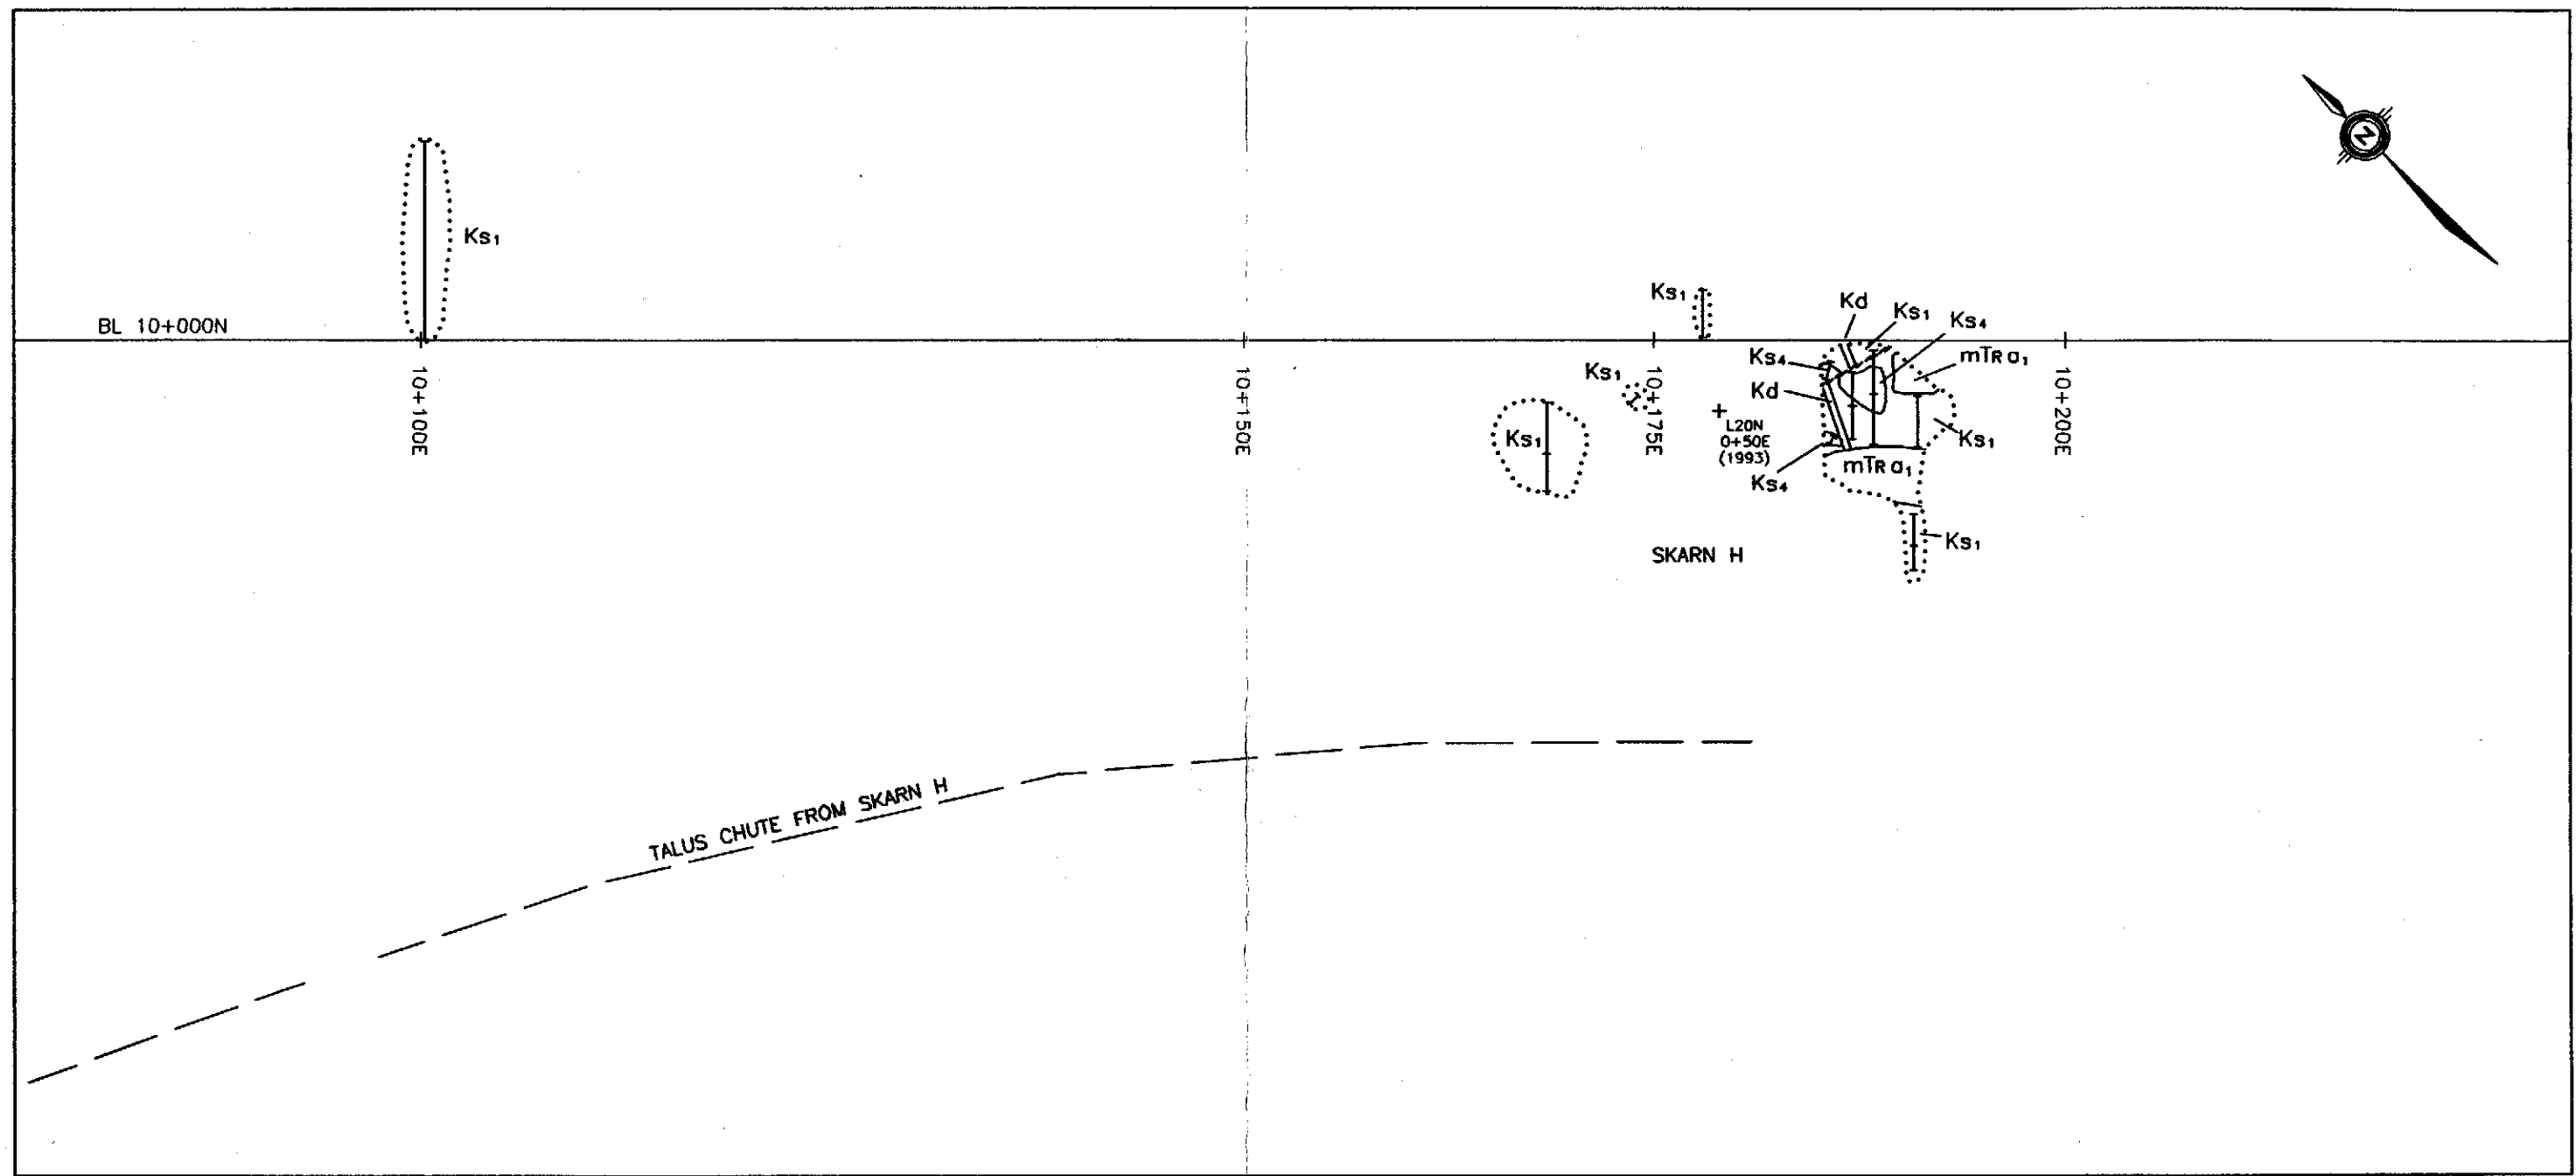 N
Ks₁
BL 10+000N
Ks₁
Kd
Ks₁
Ks₄
mTR a₁
Ks₄
Ks₁
Kd
10+100E
10+150E
10+175E
10+200E
L20N
0+50E
(1993)
Ks₁
Ks₁
mTR a₁
Ks₄
Ks₁
SKARN H
TALUS CHUTE FROM SKARN H